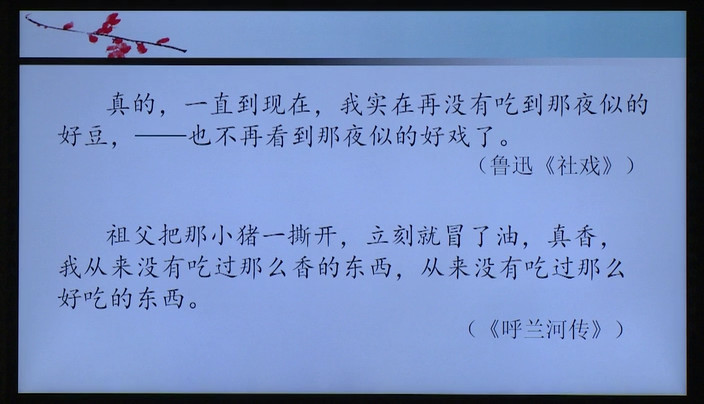 真的，一直到现在，我实在再没有吃到那夜似的
好豆，——也不再看到那夜似的好戏了。
（鲁迅《社戏》）
祖父把那小猪一撕开，立刻就冒了油，真香，
我从来没有吃过那么香的东西，从来没有吃过那么
好吃的东西。
（《呼兰河传》）